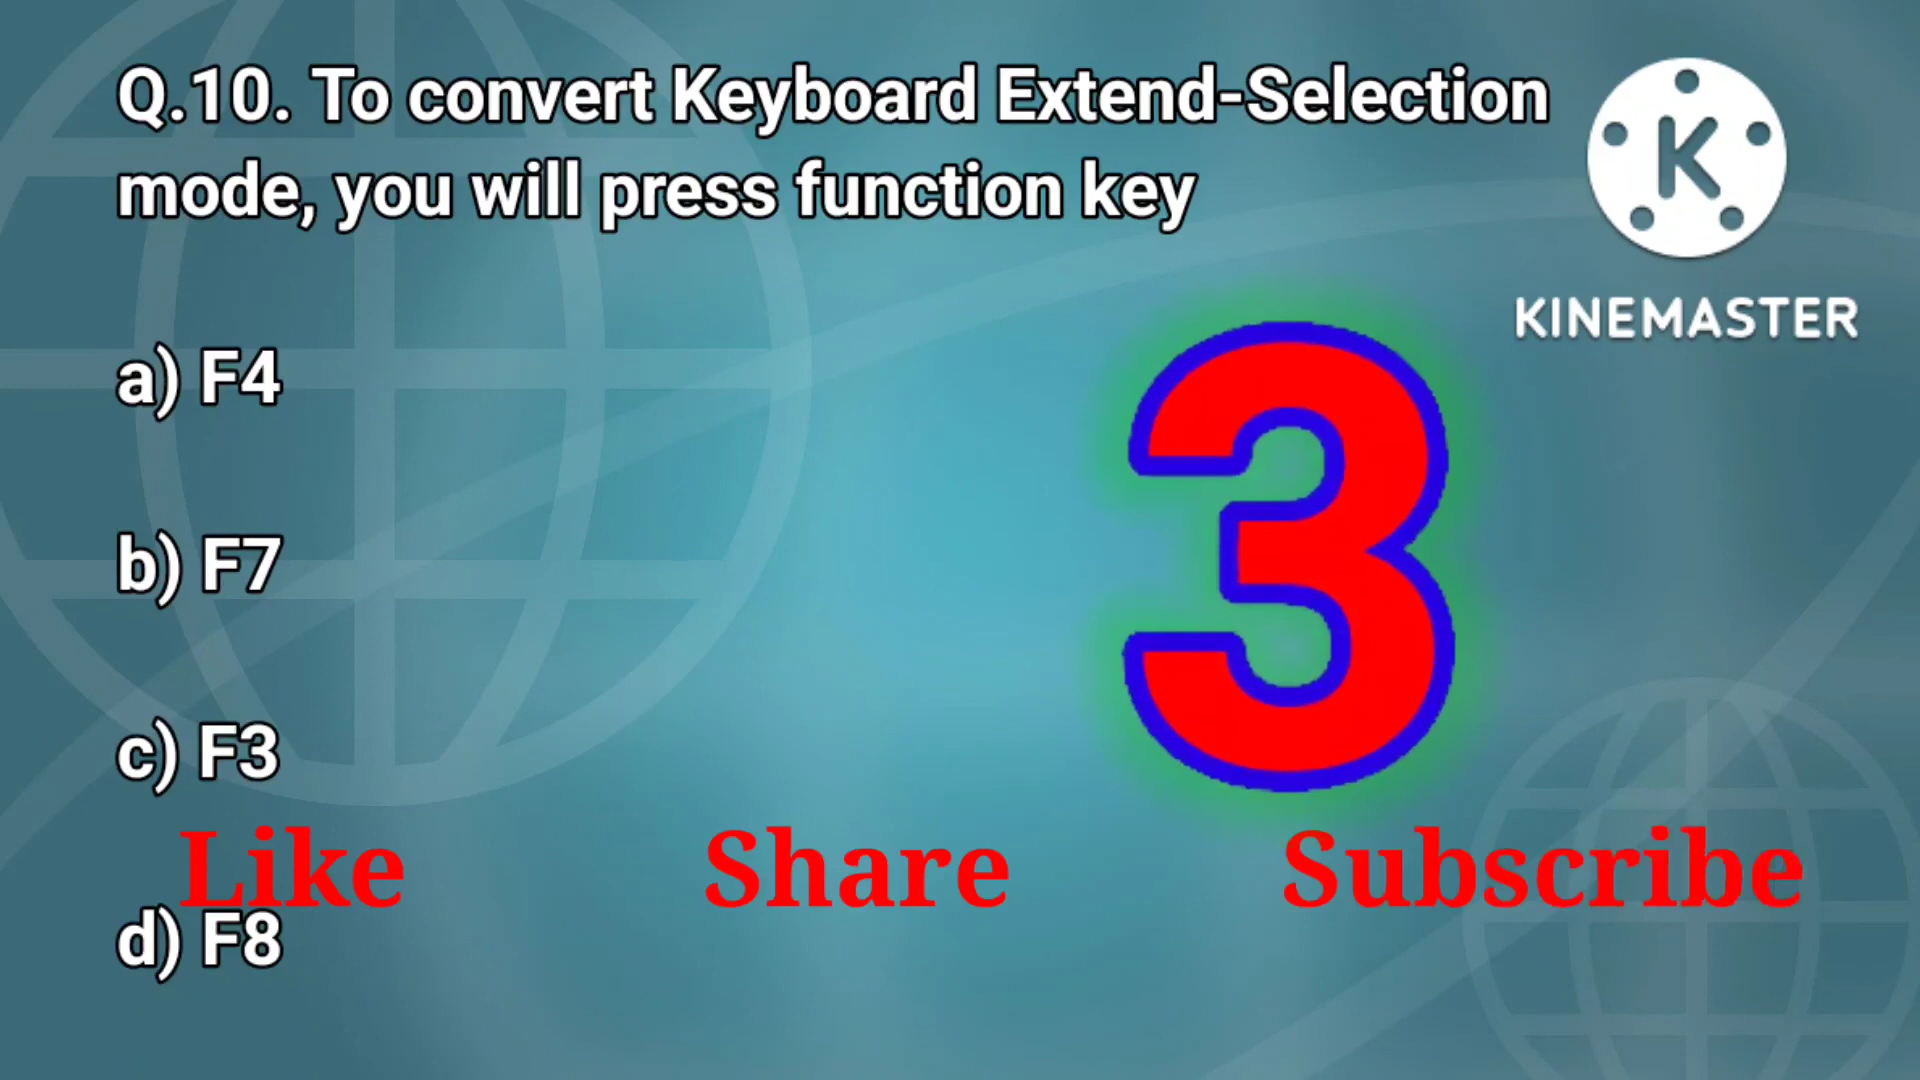 Q.10. To convert Keyboard Extend-Selection
mode, you will press function key
K
KINEMASTER
a) F4
3
b) F7
c) F3
Like Share Subscribe
d) F8